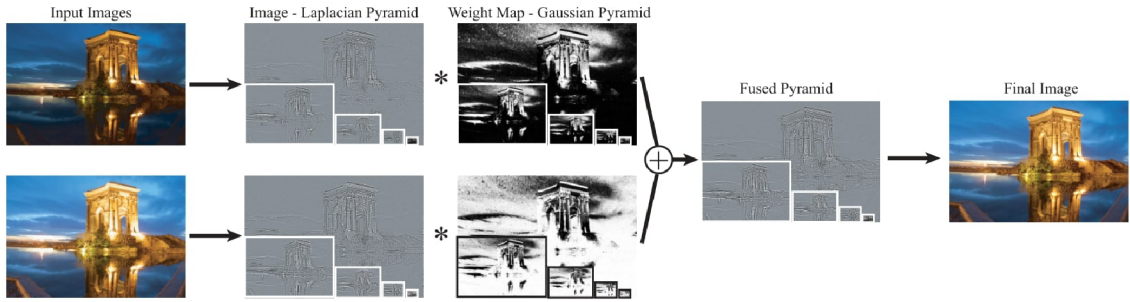 Input Images
Image - Laplacian Pyramid
Weight Map - Gaussian Pyramid
*
*
Fused Pyramid
Final Image